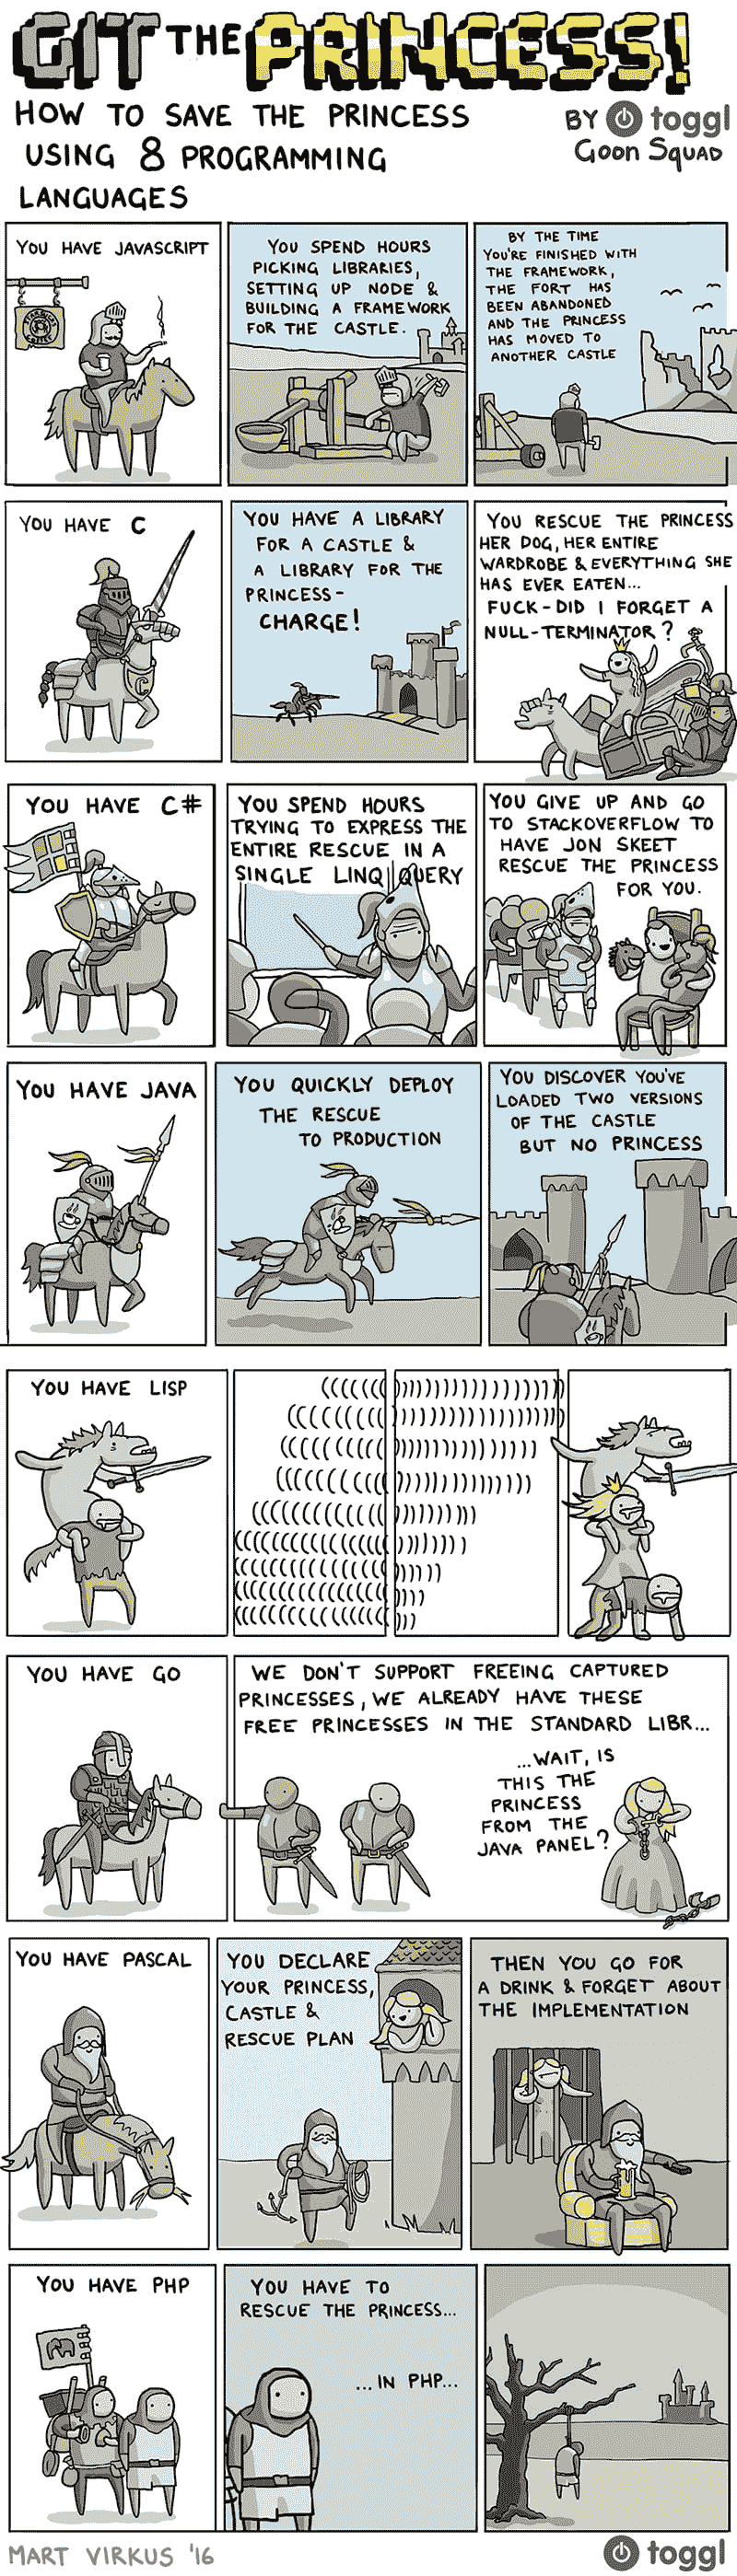 GIT THE PRINCESS!
HOW TO SAVE THE PRINCESS
USING 8 PROGRAMMING
LANGUAGES
BY toggl
GOON SQUAD
YOU HAVE JAVASCRIPT
YOU SPEND HOURS
PICKING LIBRARIES,
SETTING UP NODE &
BUILDING A FRAMEWORK
FOR THE CASTLE.
BY THE TIME
YOU'RE FINISHED WITH
THE FRAMEWORK,
THE FORT HAS
BEEN ABANDONED
AND THE PRINCESS
HAS MOVED TO
ANOTHER CASTLE
YOU HAVE C
C
YOU HAVE A LIBRARY
FOR A CASTLE &
A LIBRARY FOR THE
PRINCESS-
CHARGE!
YOU RESCUE THE PRINCESS
HER DOG, HER ENTIRE
WARDROBE & EVERYTHING SHE
HAS EVER EATEN...
FUCK-DID I FORGET A
NULL-TERMINATOR?
YOU HAVE C#
YOU SPEND HOURS
TRYING TO EXPRESS THE
ENTIRE RESCUE IN A
SINGLE LINQ QUERY
YOU GIVE UP AND GO
TO STACKOVERFLOW TO
HAVE JON SKEET
RESCUE THE PRINCESS
FOR YOU.
YOU HAVE JAVA
YOU QUICKLY DEPLOY
THE RESCUE
TO PRODUCTION
YOU DISCOVER YOU'VE
LOADED TWO VERSIONS
OF THE CASTLE
BUT NO PRINCESS
YOU HAVE LISP
YOU HAVE GO
WE DON'T SUPPORT FREEING CAPTURED
PRINCESSES, WE ALREADY HAVE THESE
FREE PRINCESSES IN THE STANDARD LIBR...
...WAIT, IS
THIS THE
PRINCESS
FROM THE
JAVA PANEL?
YOU HAVE PASCAL
YOU DECLARE
YOUR PRINCESS,
CASTLE &
RESCUE PLAN
THEN YOU GO FOR
A DRINK & FORGET ABOUT
THE IMPLEMENTATION
YOU HAVE PHP
YOU HAVE TO
RESCUE THE PRINCESS...
...IN PHP...
MART VIRKUS '16
toggl